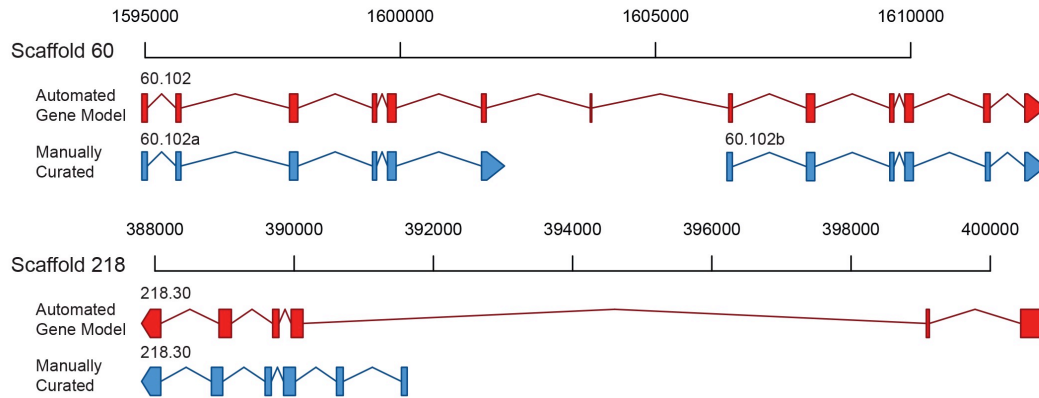 1595000 1600000 1605000 1610000
Scaffold 60
60.102
Automated
Gene Model
60.102a 60.102b
Manually
Curated
388000 390000 392000 394000 396000 398000 400000
Scaffold 218
218.30
Automated
Gene Model
218.30
Manually
Curated